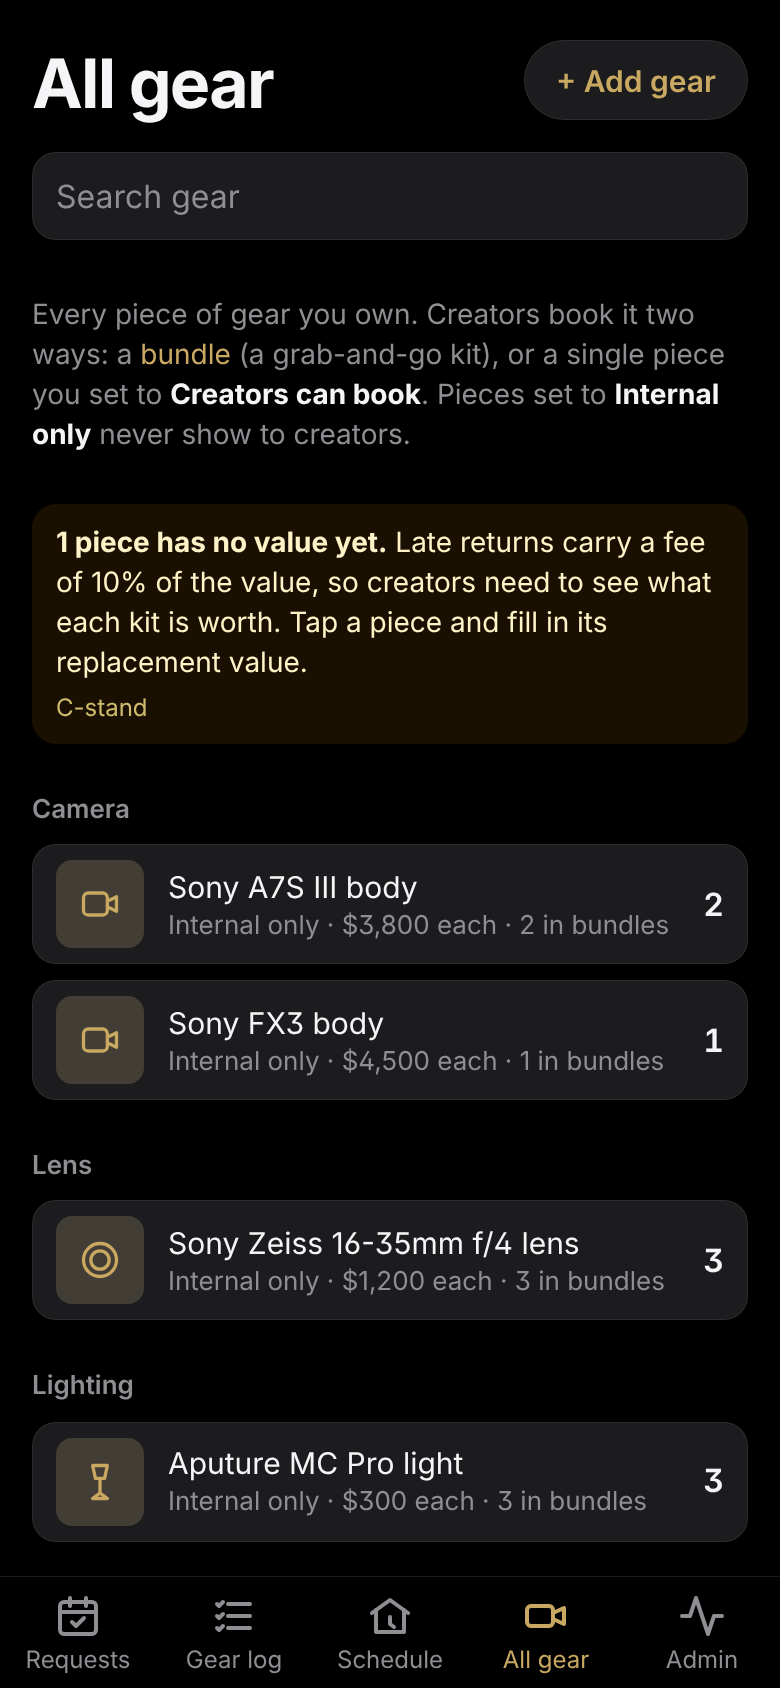 All gear
+ Add gear
Search gear
Every piece of gear you own. Creators book it two
ways: a bundle (a grab-and-go kit), or a single piece
you set to Creators can book. Pieces set to Internal
only never show to creators.
1 piece has no value yet. Late returns carry a fee
of 10% of the value, so creators need to see what
each kit is worth. Tap a piece and fill in its
replacement value.
C-stand
Camera
Sony A7S III body
Internal only · $3,800 each · 2 in bundles
2
Sony FX3 body
Internal only · $4,500 each · 1 in bundles
1
Lens
Sony Zeiss 16-35mm f/4 lens
Internal only · $1,200 each · 3 in bundles
3
Lighting
Aputure MC Pro light
Internal only · $300 each · 3 in bundles
3
Requests
Gear log
Schedule
All gear
Admin